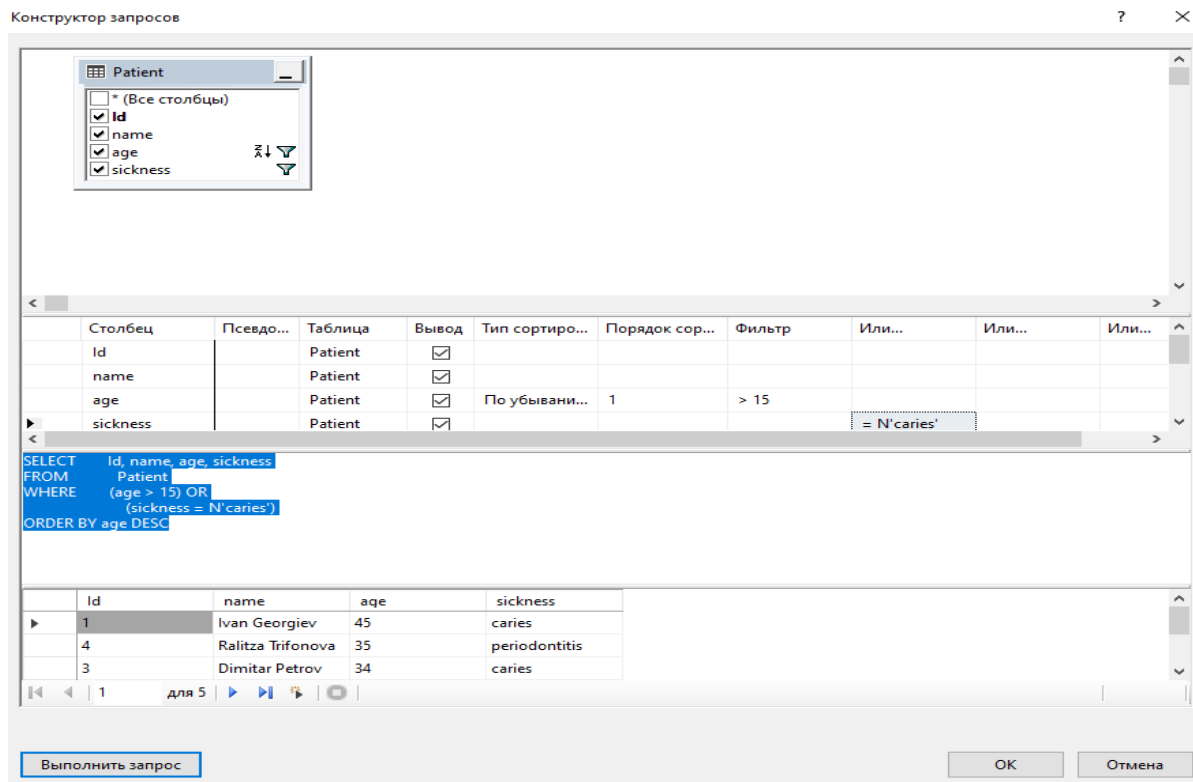 Конструктор запросов ?
Patient
* (Все столбцы)
Id
name
age
sickness
Столбец Псевдо... Таблица Вывод Тип сортиро... Порядок сор... Фильтр Или... Или... Или...
Id Patient
name Patient
age Patient По убывани... 1 > 15
sickness Patient = N'caries'
SELECT Id, name, age, sickness
FROM Patient
WHERE (age > 15) OR
(sickness = N'caries')
ORDER BY age DESC
Id name age sickness
1 Ivan Georgiev 45 caries
4 Ralitza Trifonova 35 periodontitis
3 Dimitar Petrov 34 caries
1 для 5
Выполнить запрос OK Отмена